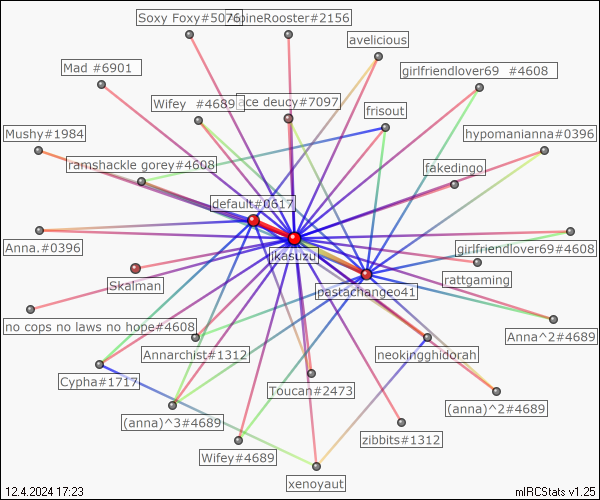 Soxy Foxy#5076
pineRooster#2156
avelicious
Mad #6901
girlfriendlover69 #4608
Wifey #4689
ace deucy#7097
frisout
Mushy#1984
hypomanianna#0396
ramshackle gorey#4608
fakedingo
default#0617
Anna.#0396
jkasuzu
girlfriendlover69#4608
Skaiman
rattgaming
pastachangeo41
no cops no laws no hope#4608
Anna^2#4689
Annarchist#1312
neokingghidorah
Cypha#1717
Toucan#2473
(anna)^2#4689
(anna)^3#4689
zibbits#1312
Wifey#4689
xenoyaut
12.4.2024 17:23
mIRCStats v1.25